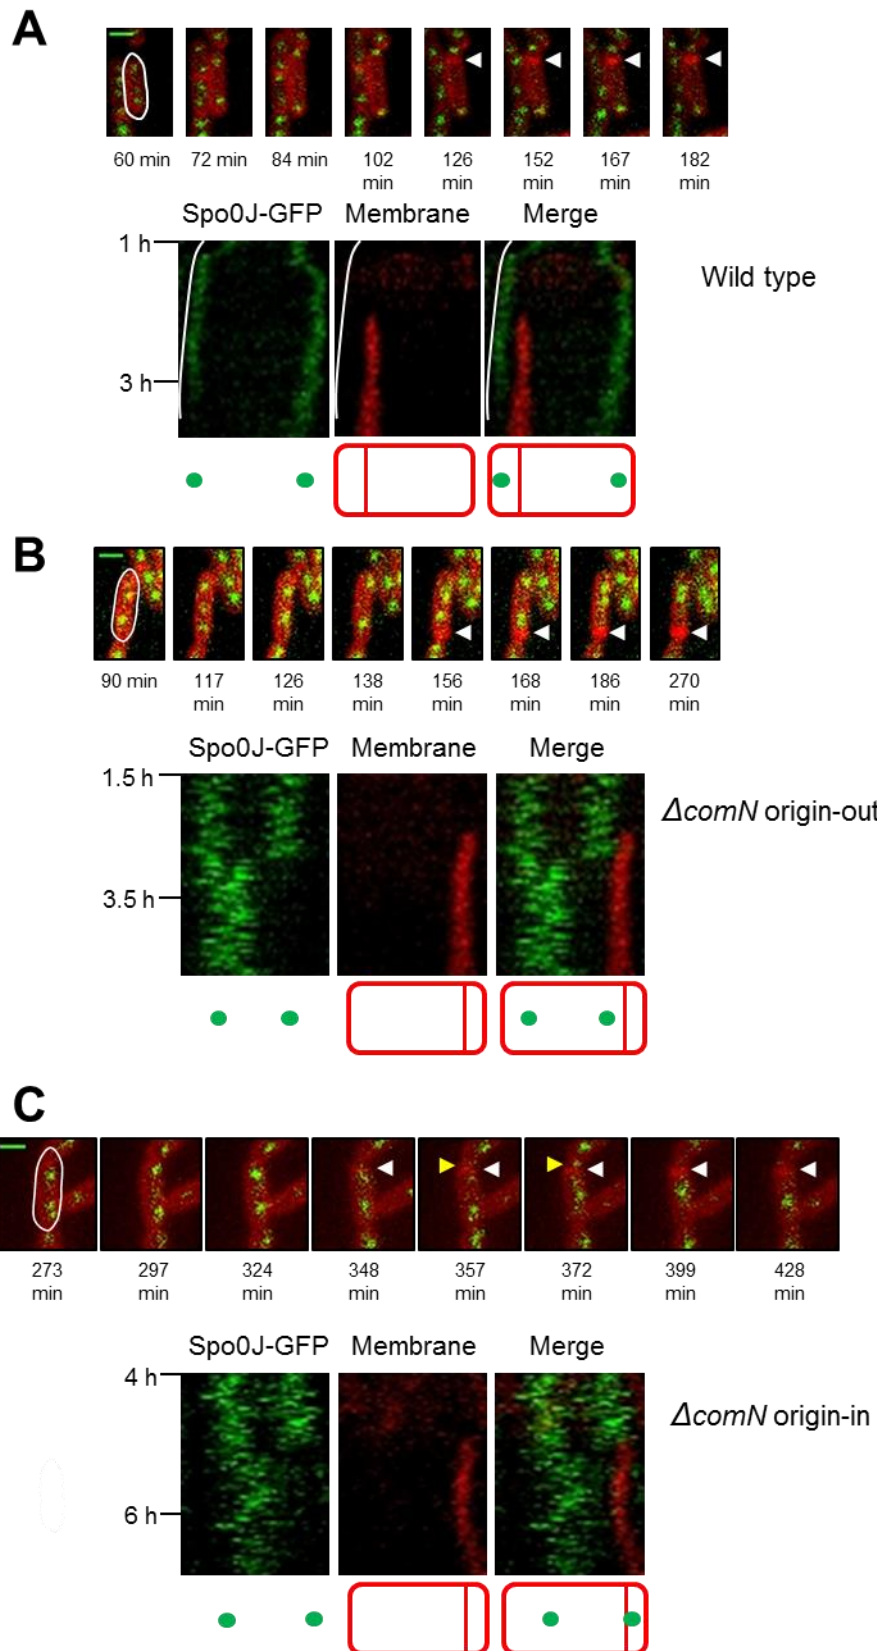 A
60 min 72 min 84 min 102 min 126 min 152 min 167 min 182 min
Spo0J-GFP Membrane Merge
1 h
Wild type
3 h
B
90 min 117 min 126 min 138 min 156 min 168 min 186 min 270 min
Spo0J-GFP Membrane Merge
1.5 h
ΔcomN origin-out
3.5 h
C
273 min 297 min 324 min 348 min 357 min 372 min 399 min 428 min
Spo0J-GFP Membrane Merge
4 h
ΔcomN origin-in
6 h